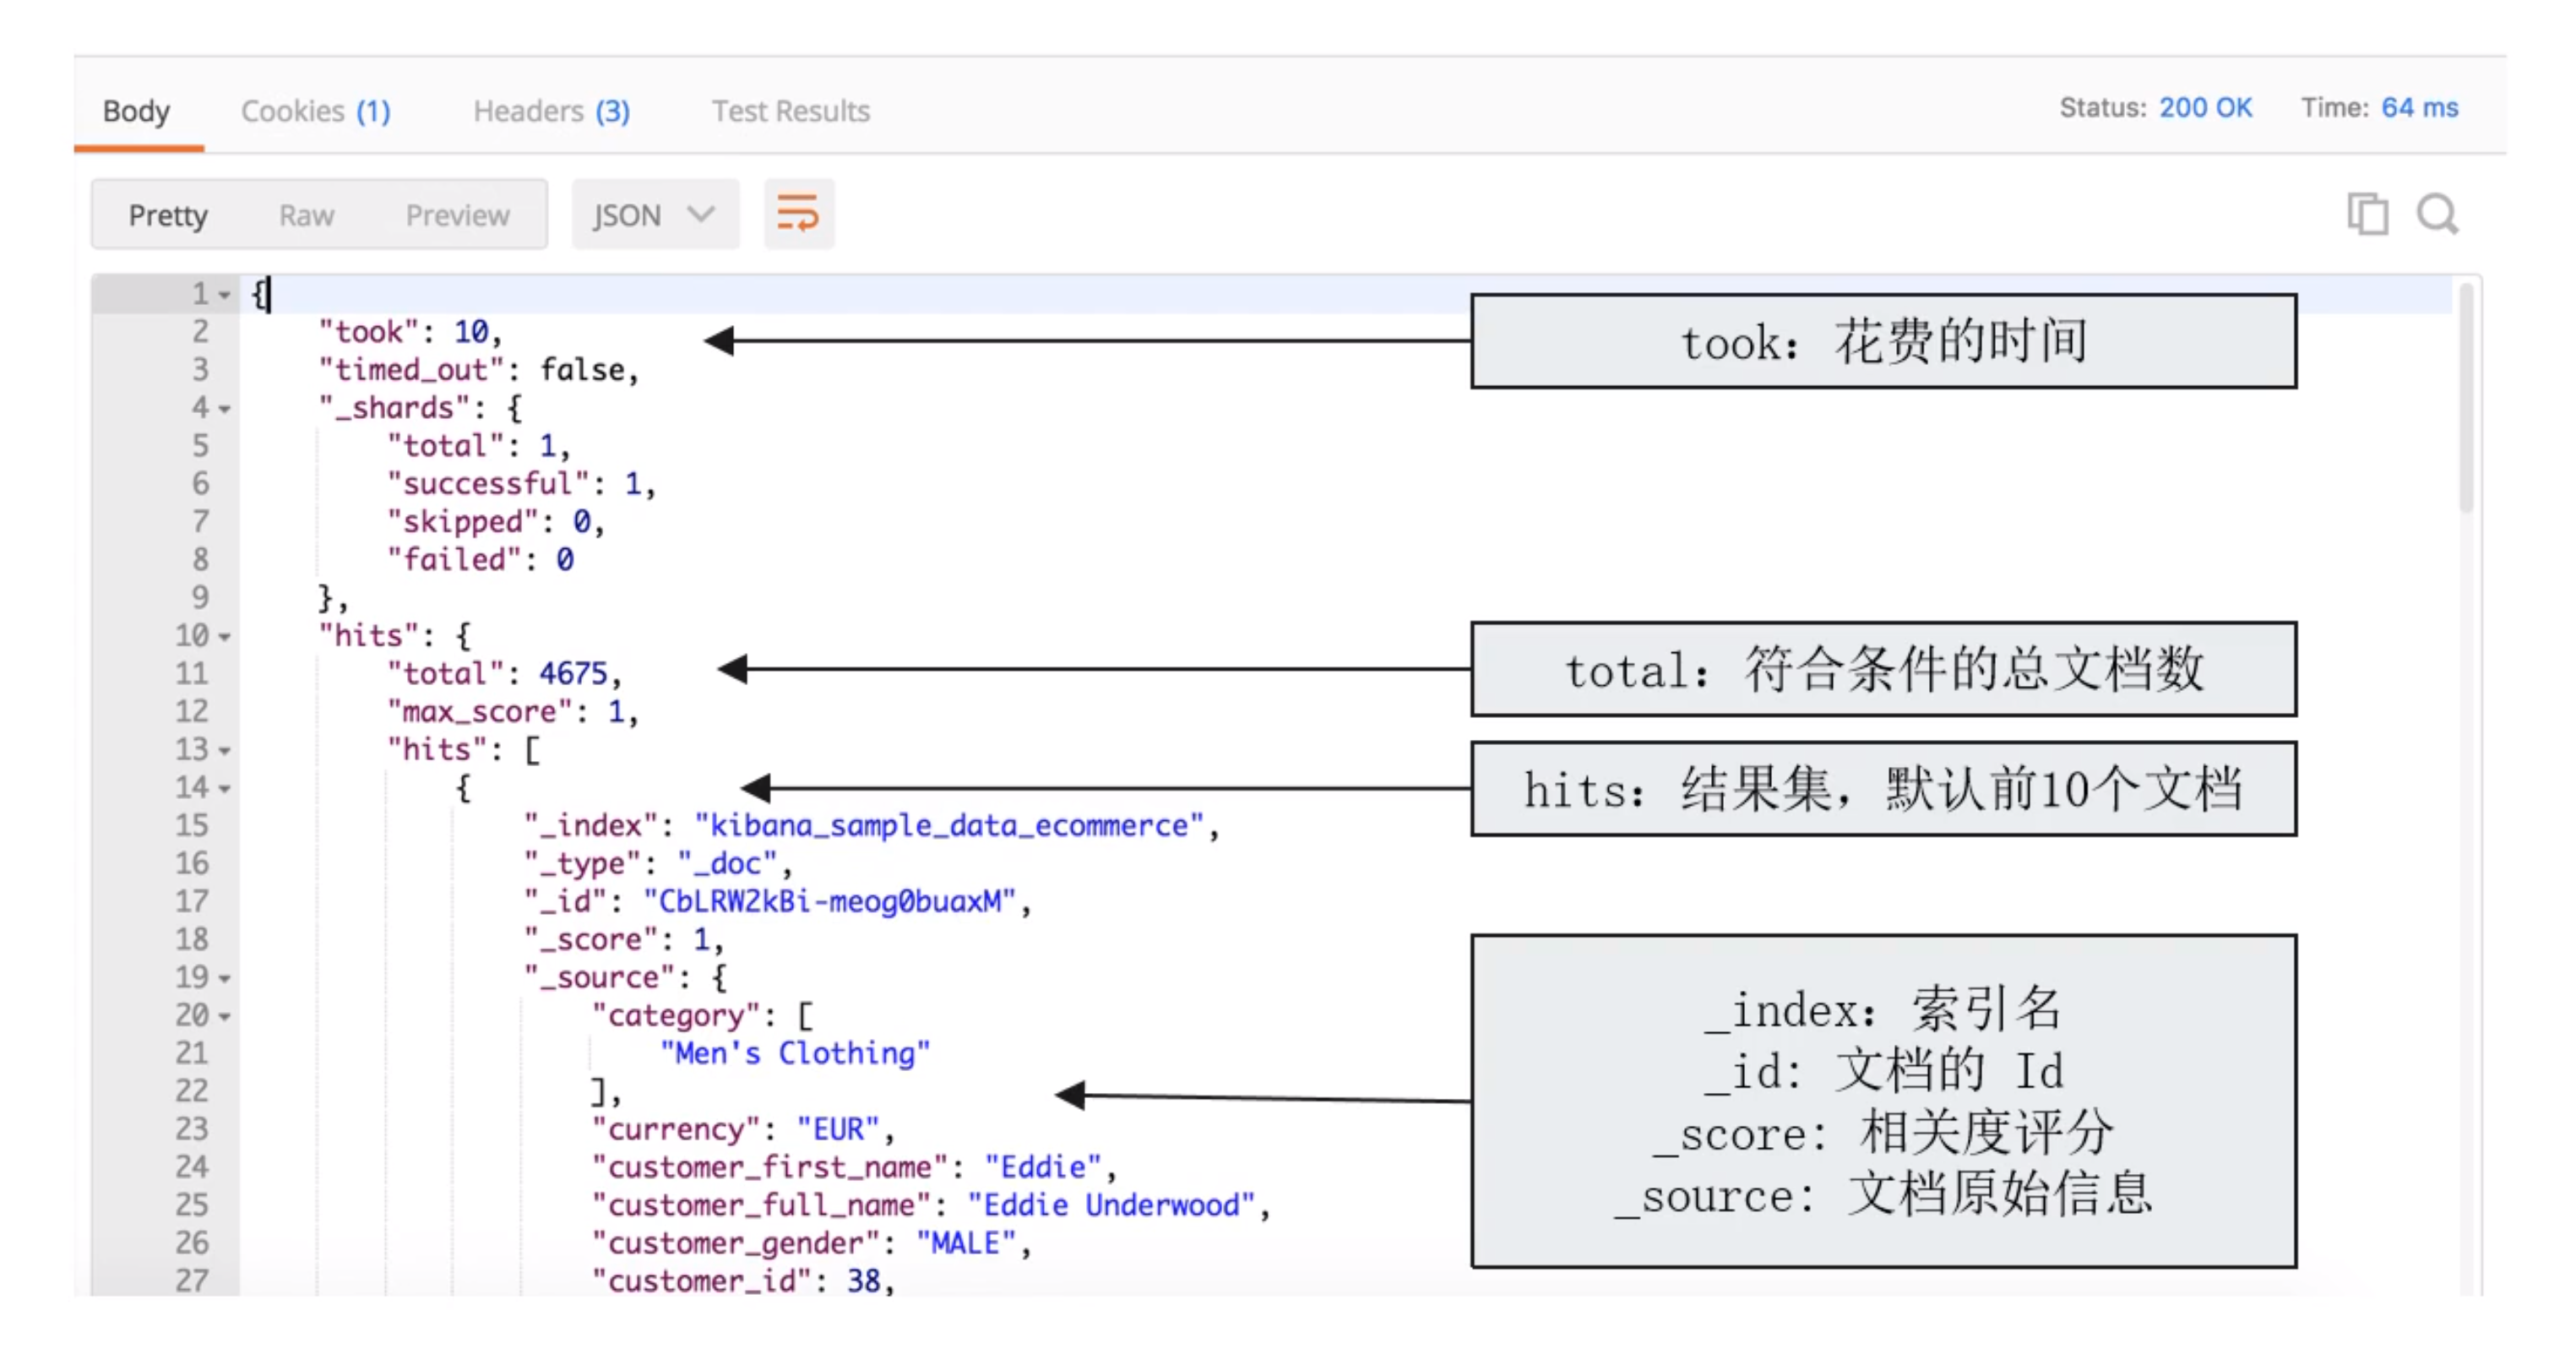 Body Cookies (1) Headers (3) Test Results Status: 200 OK Time: 64 ms
Pretty Raw Preview JSON
1 {
2 "took": 10,
took：花费的时间
3 "timed_out": false,
4 "_shards": {
5 "total": 1,
6 "successful": 1,
7 "skipped": 0,
8 "failed": 0
9 },
10 "hits": {
11 "total": 4675,
total：符合条件的总文档数
12 "max_score": 1,
13 "hits": [
14 {
hits：结果集，默认前10个文档
15 "_index": "kibana_sample_data_ecommerce",
16 "_type": "_doc",
17 "_id": "CbLRW2kBi-meog0buaxM",
18 "_score": 1,
19 "_source": {
20 "category": [
21 "Men's Clothing"
22 ],
23 "currency": "EUR",
24 "customer_first_name": "Eddie",
25 "customer_full_name": "Eddie Underwood",
26 "customer_gender": "MALE",
27 "customer_id": 38,
_index：索引名
_id: 文档的 Id
_score: 相关度评分
_source: 文档原始信息